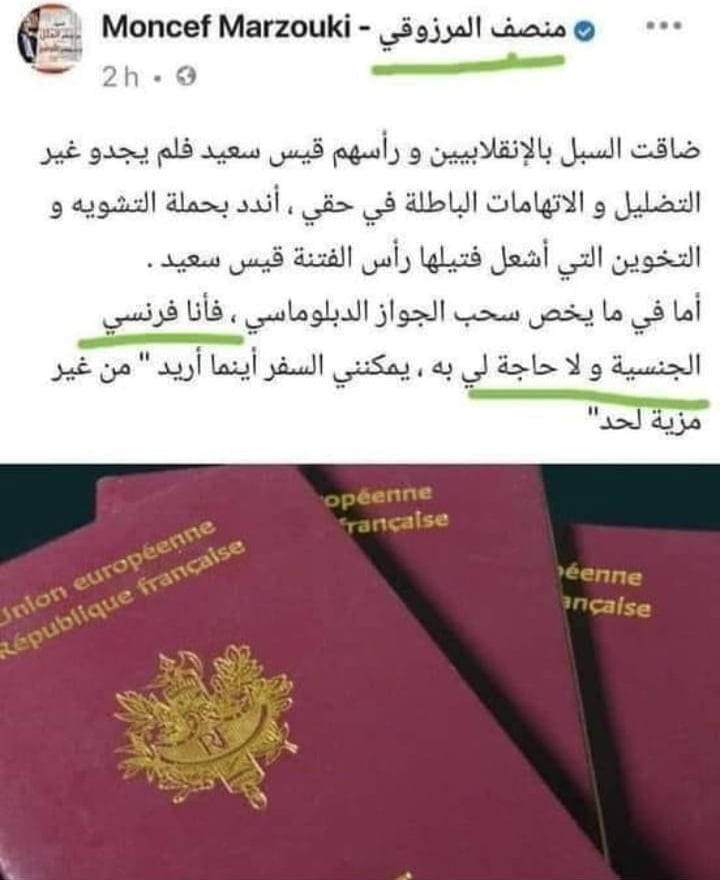 Moncef Marzouki - منصف المرزوقي
2 h
ضاقت السبل بالإنقلابيين و رأسهم قيس سعيد فلم يجدو غير
التضليل و الاتهامات الباطلة في حقي ، أندد بحملة التشويه و
التخوين التي أشعل فتيلها رأس الفتنة قيس سعيد .
أما في ما يخص سحب الجواز الدبلوماسي ، فأنا فرنسي
الجنسية و لا حاجة لي به ، يمكنني السفر أينما أريد " من غير
مزية لحد"
Union européenne
République française
opéenne
française
éenne
ançaise
RF